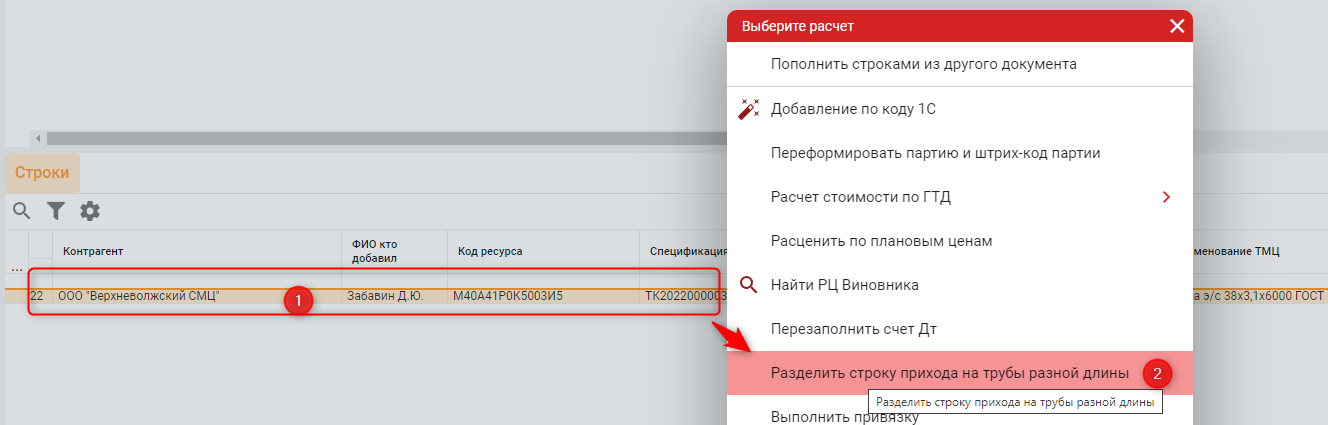 Выберите расчет
Пополнить строками из другого документа
Добавление по коду 1С
Переформировать партию и штрих-код партии
Расчет стоимости по ГТД
Расценить по плановым ценам
Найти РЦ Виновника
Перезаполнить счет Дт
Разделить строку прихода на трубы разной длины 2
Разделить строку прихода на трубы разной длины
Выполнить привязку
Строки
... Контрагент
ФИО кто
добавил
Код ресурса
Спецификация
менование ТМЦ
22 ООО "Верхневолжский СМЦ" 1 Забавин Д.Ю. М40А41Р0К5003И5 ТК2022000003 а э/с 38х3,1х6000 ГОСТ